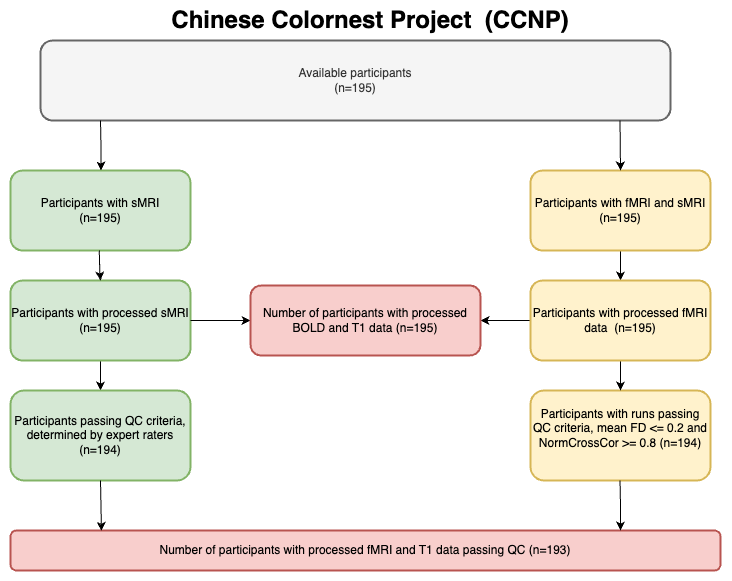 Chinese Colornest Project (CCNP)
Available participants
(n=195)
Participants with sMRI
(n=195)
Participants with fMRI and sMRI
(n=195)
Participants with processed sMRI
(n=195)
Number of participants with processed
BOLD and T1 data (n=195)
Participants with processed fMRI
data (n=195)
Participants passing QC criteria,
determined by expert raters
(n=194)
Participants with runs passing
QC criteria, mean FD <= 0.2 and
NormCrossCor >= 0.8 (n=194)
Number of participants with processed fMRI and T1 data passing QC (n=193)